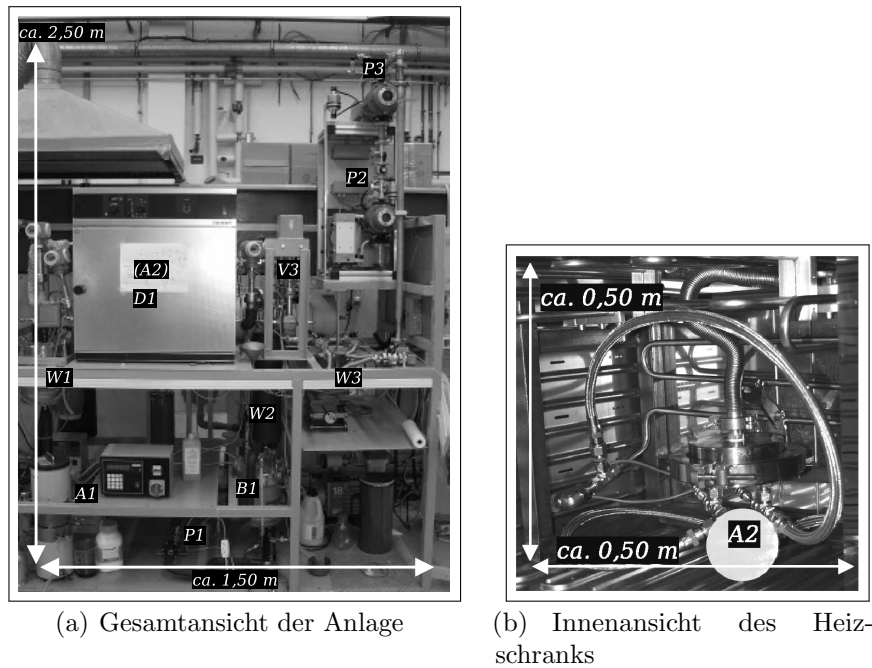 ca. 2,50 m
P3
P2
(A2)
V3
D1
W1
W3
W2
A1
B1
P1
ca. 1,50 m
(a) Gesamtansicht der Anlage
ca. 0,50 m
A2
ca. 0,50 m
(b) Innenansicht des Heiz-
schranks